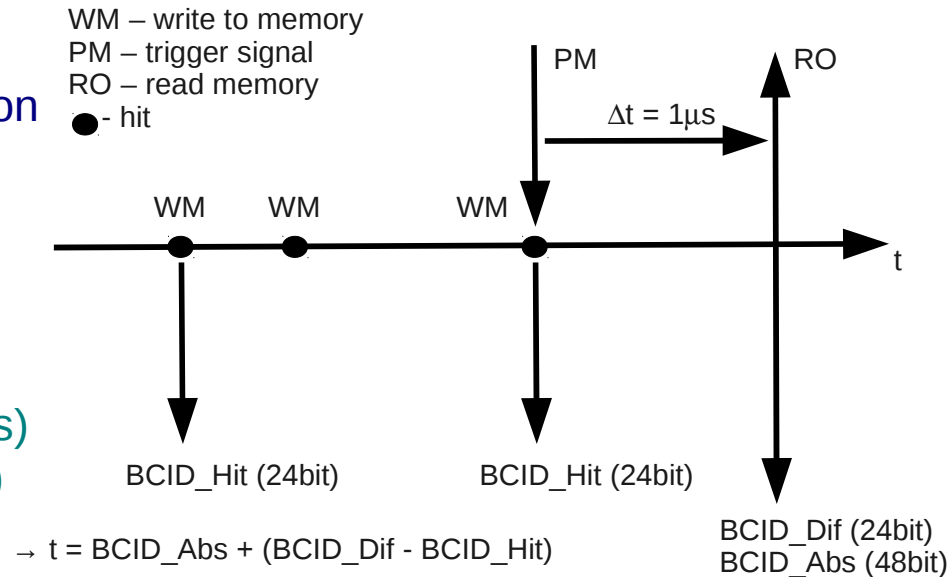 WM – write to memory
PM – trigger signal
RO – read memory
- hit
on
PM
RO
Δt = 1μs
WM WM WM
t
s)
)
BCID_Hit (24bit) BCID_Hit (24bit)
→ t = BCID_Abs + (BCID_Dif - BCID_Hit)
BCID_Dif (24bit)
BCID_Abs (48bit)